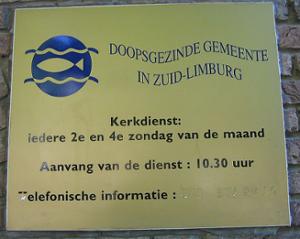 DOOPSGEZINDE GEMEENTE
IN ZUID-LIMBURG
Kerkdienst:
iedere 2e en 4e zondag van de maand
Aanvang van de dienst : 10.30 uur
Telefonische informatie :